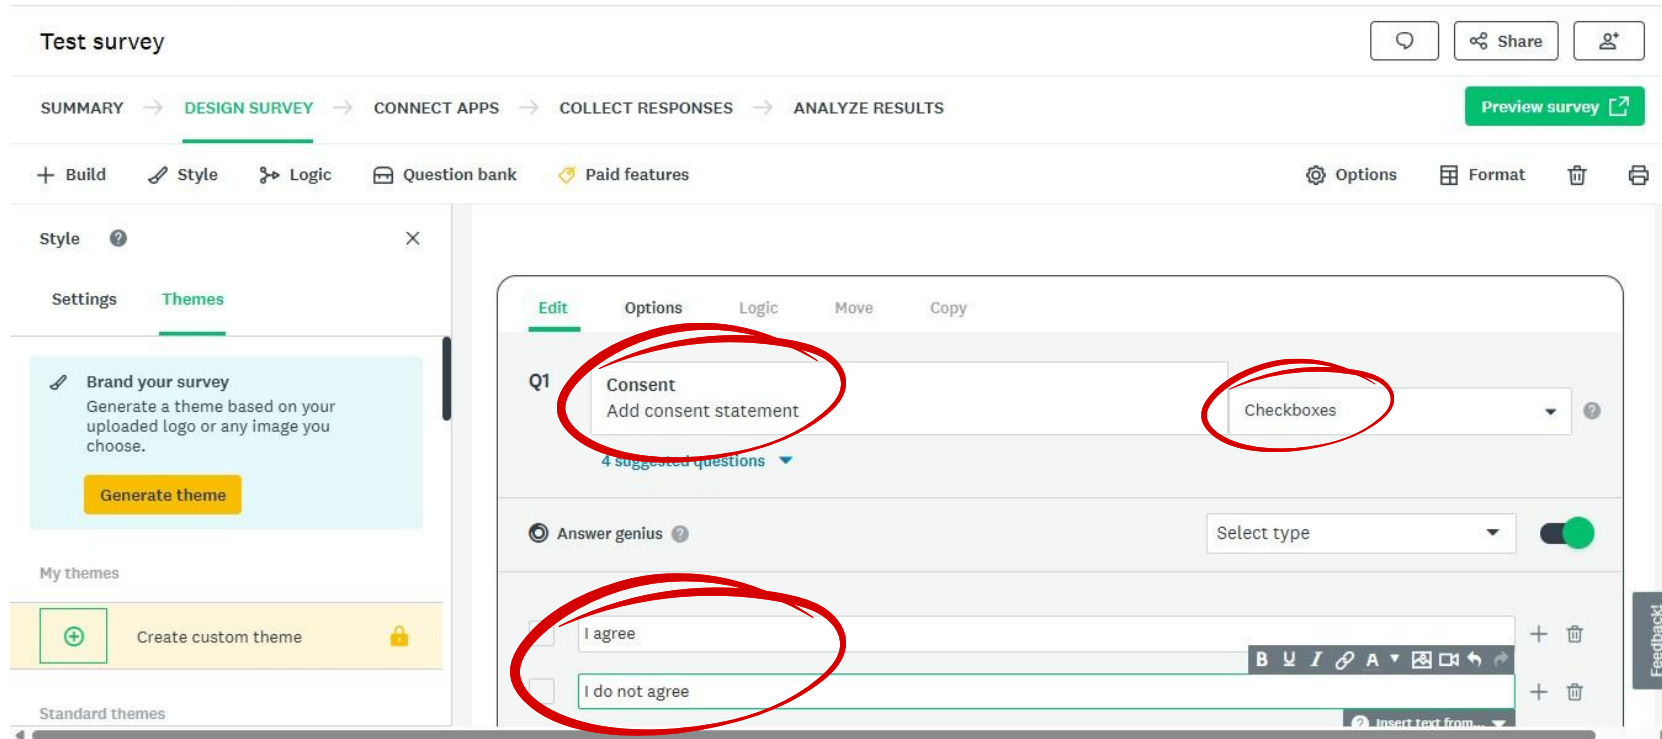 Test survey
Share
SUMMARY DESIGN SURVEY CONNECT APPS COLLECT RESPONSES ANALYZE RESULTS
Preview survey
Build Style Logic Question bank Paid features
Options Format
Style
Settings Themes
Brand your survey
Generate a theme based on your
uploaded logo or any image you
choose.
Generate theme
My themes
Create custom theme
Standard themes
Edit Options Logic Move Copy
Q1
Consent
Add consent statement
Checkboxes
4 suggested questions
Answer genius
Select type
I agree
B U I A
I do not agree
Insert text from...
Feedback!